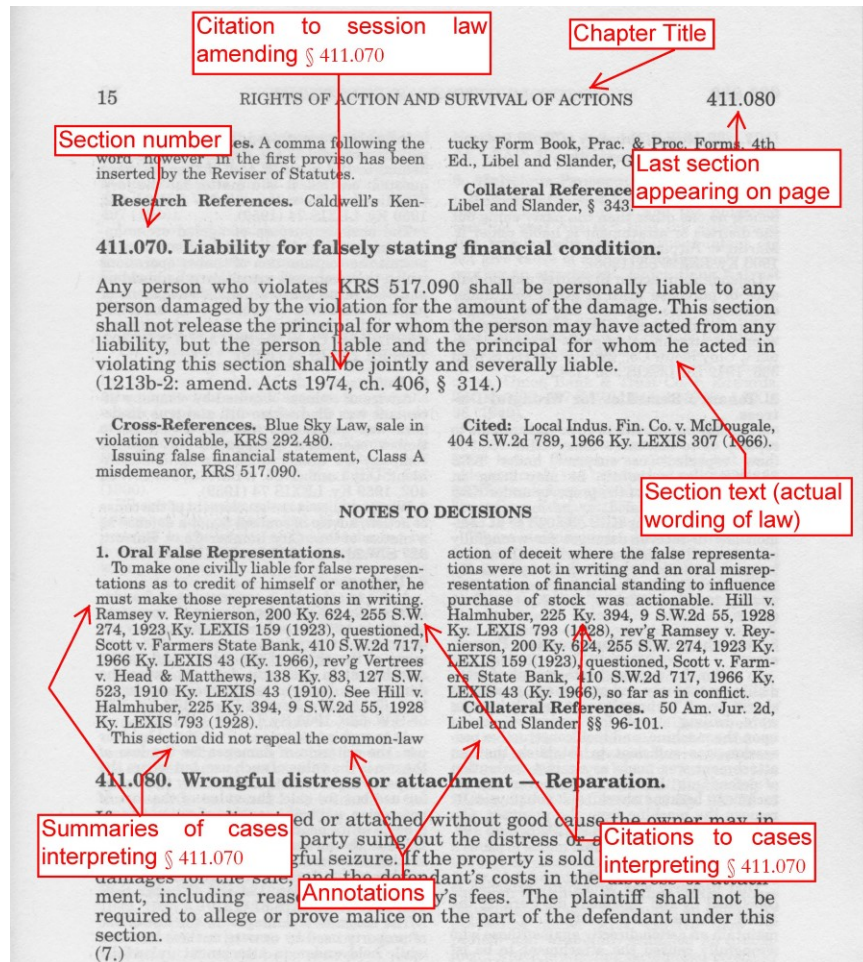 Citation to session law
amending § 411.070
Chapter Title
15 RIGHTS OF ACTION AND SURVIVAL OF ACTIONS 411.080
Section number
Last section
appearing on page
es. A comma following the
word "however" in the first proviso has been
inserted by the Reviser of Statutes.
Research References. Caldwell's Ken-
tucky Form Book, Prac. & Proc. Forms, 4th
Ed., Libel and Slander, G
Collateral Reference
Libel and Slander, § 343.
411.070. Liability for falsely stating financial condition.
Any person who violates KRS 517.090 shall be personally liable to any
person damaged by the violation for the amount of the damage. This section
shall not release the principal for whom the person may have acted from any
liability, but the person liable and the principal for whom he acted in
violating this section shall be jointly and severally liable.
(1213b-2: amend. Acts 1974, ch. 406, § 314.)
Cross-References. Blue Sky Law, sale in
violation voidable, KRS 292.480.
Issuing false financial statement, Class A
misdemeanor, KRS 517.090.
Cited: Local Indus. Fin. Co. v. McDougale,
404 S.W.2d 789, 1966 Ky. LEXIS 307 (1966).
Section text (actual
wording of law)
NOTES TO DECISIONS
1. Oral False Representations.
To make one civilly liable for false represen-
tations as to credit of himself or another, he
must make those representations in writing.
Ramsey v. Reynierson, 200 Ky. 624, 255 S.W.
274, 1923 Ky. LEXIS 159 (1923), questioned,
Scott v. Farmers State Bank, 410 S.W.2d 717,
1966 Ky. LEXIS 43 (Ky. 1966), rev'g Vertrees
v. Head & Matthews, 138 Ky. 83, 127 S.W.
523, 1910 Ky. LEXIS 43 (1910). See Hill v.
Halmhuber, 225 Ky. 394, 9 S.W.2d 55, 1928
Ky. LEXIS 793 (1928).
This section did not repeal the common-law
action of deceit where the false representa-
tions were not in writing and an oral misrep-
resentation of financial standing to influence
purchase of stock was actionable. Hill v.
Halmhuber, 225 Ky. 394, 9 S.W.2d 55, 1928
Ky. LEXIS 793 (1928), rev'g Ramsey v. Rey-
nierson, 200 Ky. 624, 255 S.W. 274, 1923 Ky.
LEXIS 159 (1923), questioned, Scott v. Farm-
ers State Bank, 410 S.W.2d 717, 1966 Ky.
LEXIS 43 (Ky. 1966), so far as in conflict.
Collateral References. 50 Am. Jur. 2d,
Libel and Slander, §§ 96-101.
411.080. Wrongful distress or attachment — Reparation.
or attached without good cause the owner may, in
party suing out the distress or
seizure. If the property is sold
damages for the sale, and the defendant's costs in the
ment, including fees. The plaintiff shall not be
required to allege or prove malice on the part of the defendant under this
section.
(7.)
Summaries of cases
interpreting § 411.070
Annotations
Citations to cases
interpreting § 411.070